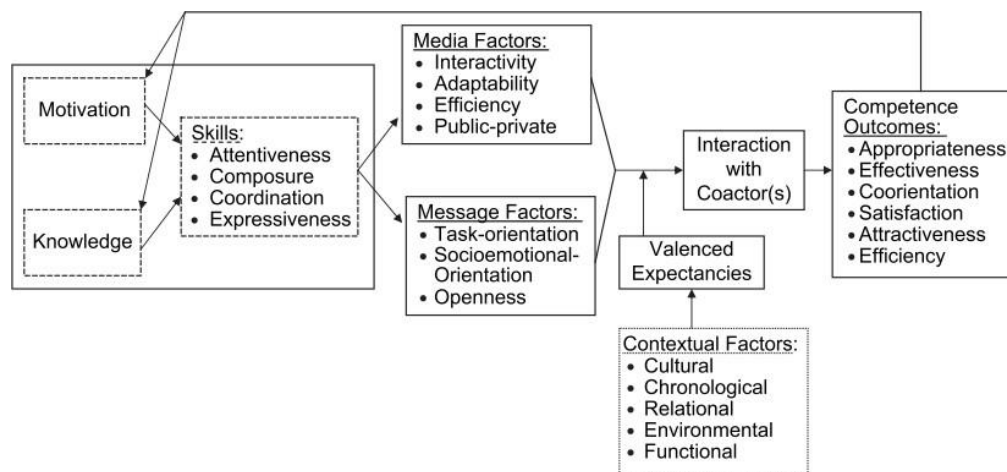 Motivation
Knowledge
Skills:
• Attentiveness
• Composure
• Coordination
• Expressiveness
Media Factors:
• Interactivity
• Adaptability
• Efficiency
• Public-private
Message Factors:
• Task-orientation
• Socioemotional-
Orientation
• Openness
Interaction
with
Coactor(s)
Valenced
Expectancies
Contextual Factors:
• Cultural
• Chronological
• Relational
• Environmental
• Functional
Competence
Outcomes:
• Appropriateness
• Effectiveness
• Coorientation
• Satisfaction
• Attractiveness
• Efficiency